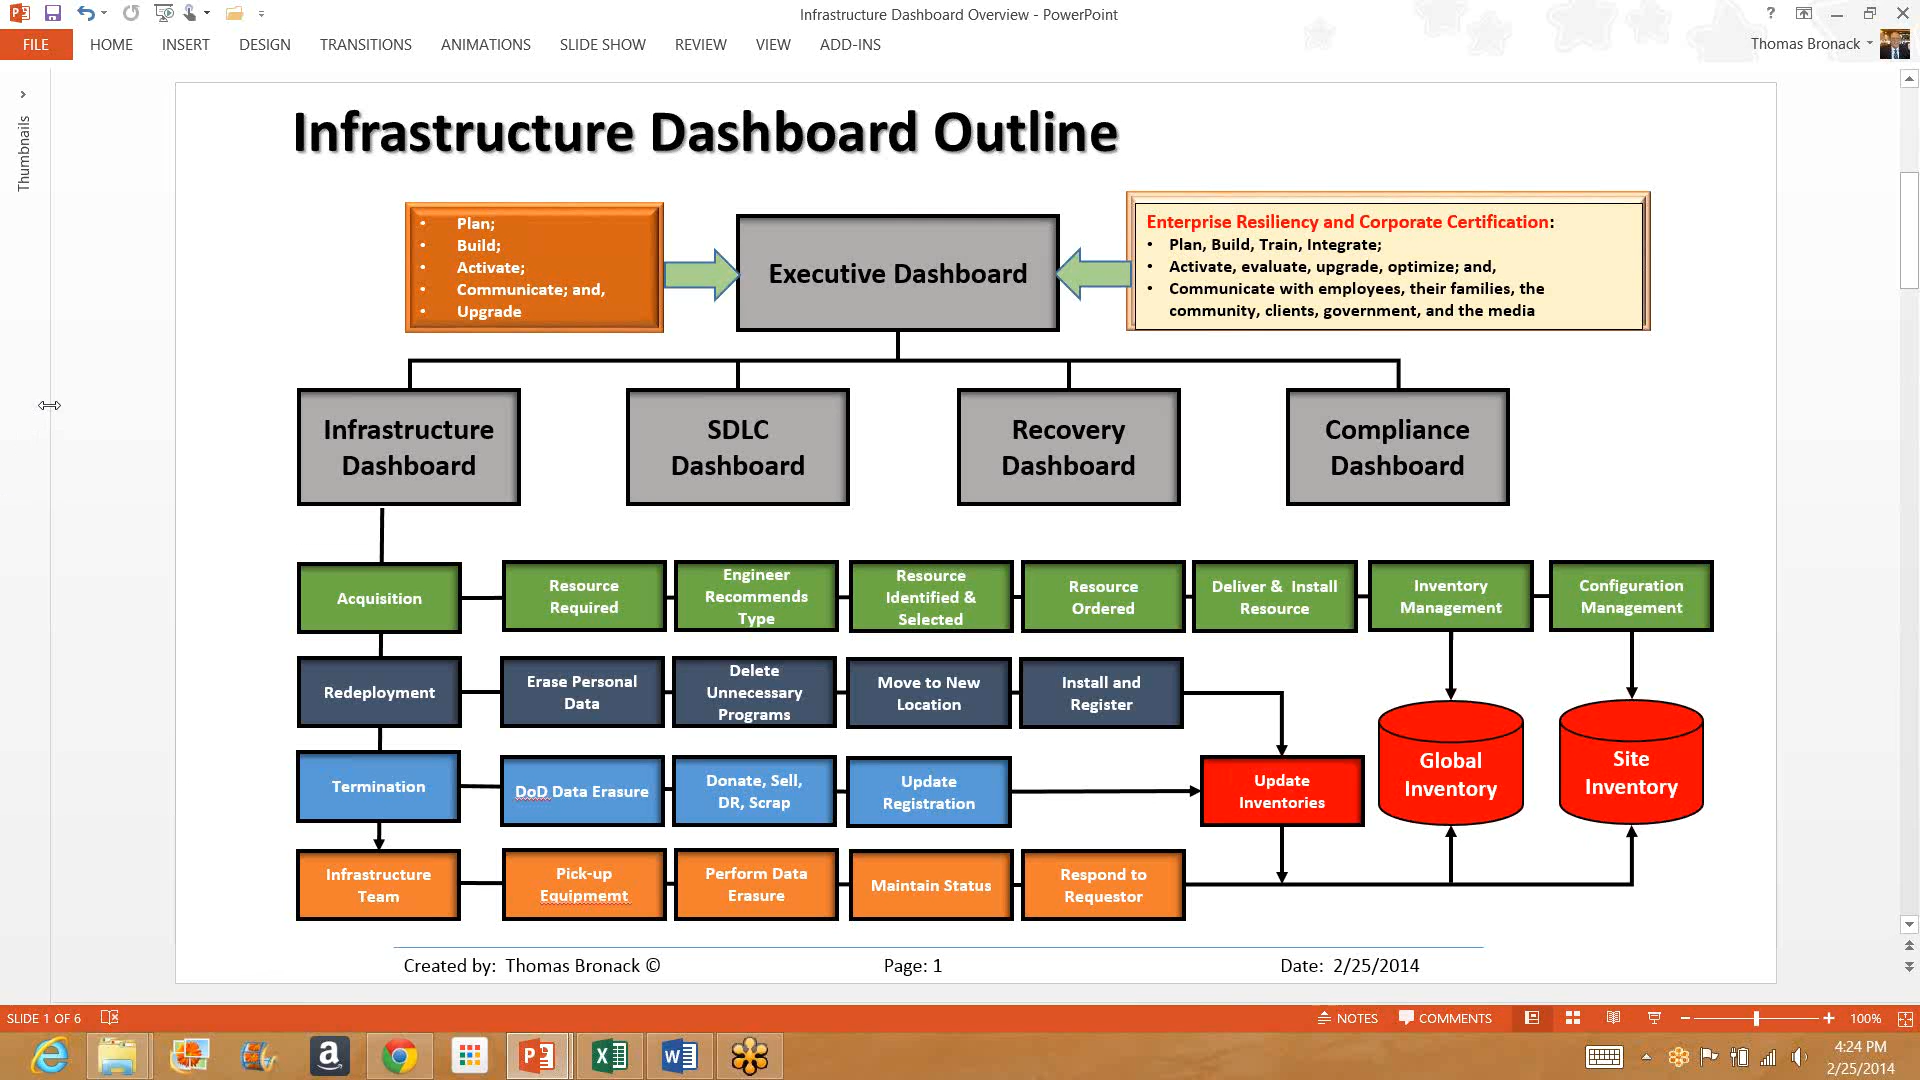 Infrastructure Dashboard Overview - PowerPoint
?
FILE
HOME
INSERT
DESIGN
TRANSITIONS
ANIMATIONS
SLIDE SHOW
REVIEW
VIEW
ADD-INS
Thomas Bronack
Thumbnails
Infrastructure Dashboard Outline
• Plan;
• Build;
• Activate;
• Communicate; and,
• Upgrade
Executive Dashboard
Enterprise Resiliency and Corporate Certification:
• Plan, Build, Train, Integrate;
• Activate, evaluate, upgrade, optimize; and,
• Communicate with employees, their families, the
community, clients, government, and the media
Infrastructure
Dashboard
SDLC
Dashboard
Recovery
Dashboard
Compliance
Dashboard
Acquisition
Resource
Required
Engineer
Recommends
Type
Resource
Identified &
Selected
Resource
Ordered
Deliver & Install
Resource
Inventory
Management
Configuration
Management
Redeployment
Erase Personal
Data
Delete
Unnecessary
Programs
Move to New
Location
Install and
Register
Termination
DoD Data Erasure
Donate, Sell,
DR, Scrap
Update
Registration
Update
Inventories
Global
Inventory
Site
Inventory
Infrastructure
Team
Pick-up
Equipmemt
Perform Data
Erasure
Maintain Status
Respond to
Requestor
Created by: Thomas Bronack ©
Page: 1
Date: 2/25/2014
SLIDE 1 OF 6
NOTES
COMMENTS
100%
4:24 PM
2/25/2014